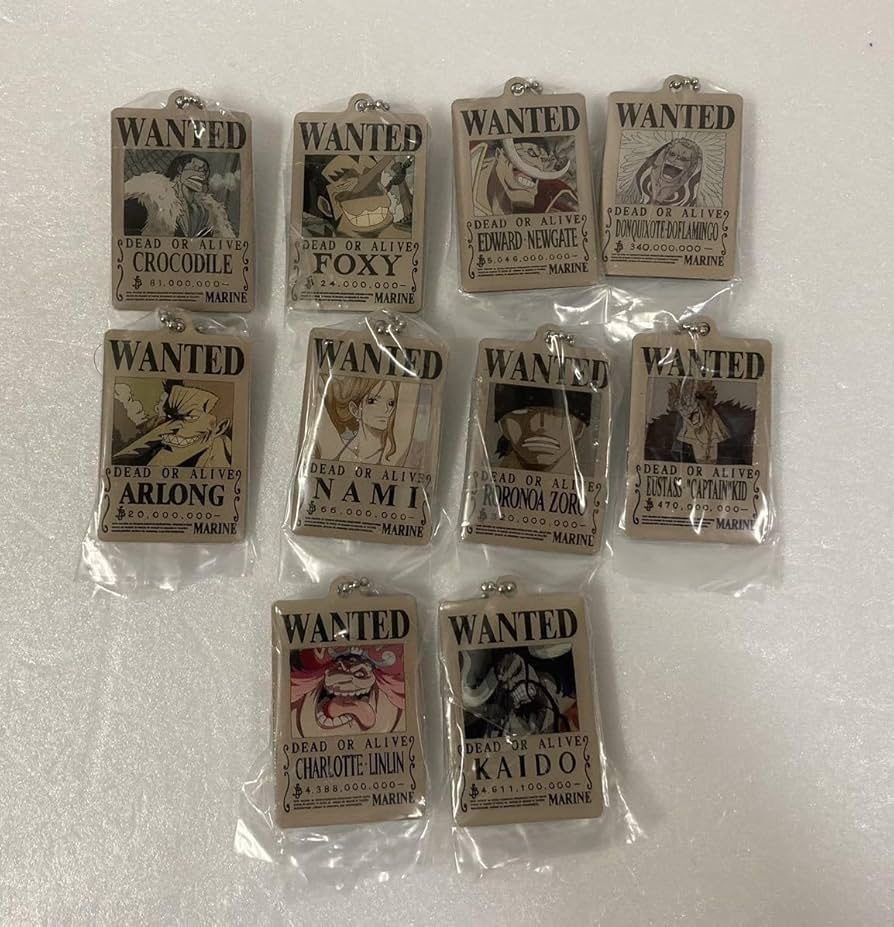 WANTED
DEAD OR ALIVE
CROCODILE
81,000,000-
MARINE
WANTED
DEAD OR ALIVE
FOXY
24,000,000-
MARINE
WANTED
DEAD OR ALIVE
EDWARD·NEWGATE
5,046,000,000-
MARINE
WANTED
DEAD OR ALIVE
DONQUIXOTE·DOFLAMINGO
340,000,000-
MARINE
WANTED
DEAD OR ALIVE
ARLONG
20,000,000-
MARINE
WANTED
DEAD OR ALIVE
NAMI
66,000,000-
MARINE
WANTED
DEAD OR ALIVE
RORONOA ZORO
320,000,000-
MARINE
WANTED
DEAD OR ALIVE
EUSTASS "CAPTAIN" KID
470,000,000-
MARINE
WANTED
DEAD OR ALIVE
CHARLOTTE·LINLIN
4,388,000,000-
MARINE
WANTED
DEAD OR ALIVE
KAIDO
4,611,100,000-
MARINE